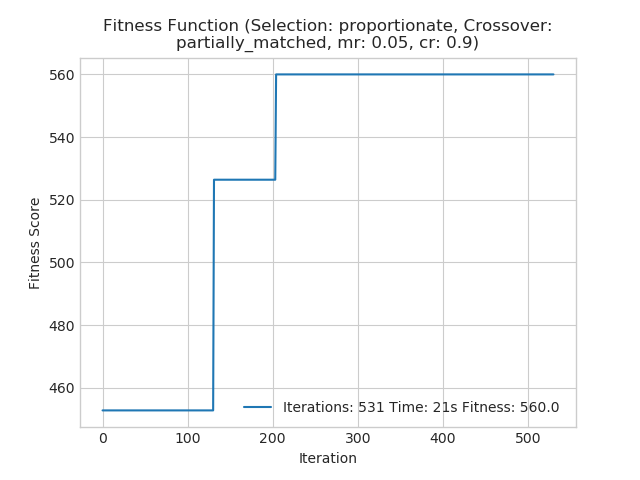 Fitness Function (Selection: proportionate, Crossover:
partially_matched, mr: 0.05, cr: 0.9)
560
540
520
500
480
460
Fitness Score
Iterations: 531 Time: 21s Fitness: 560.0
0 100 200 300 400 500
Iteration